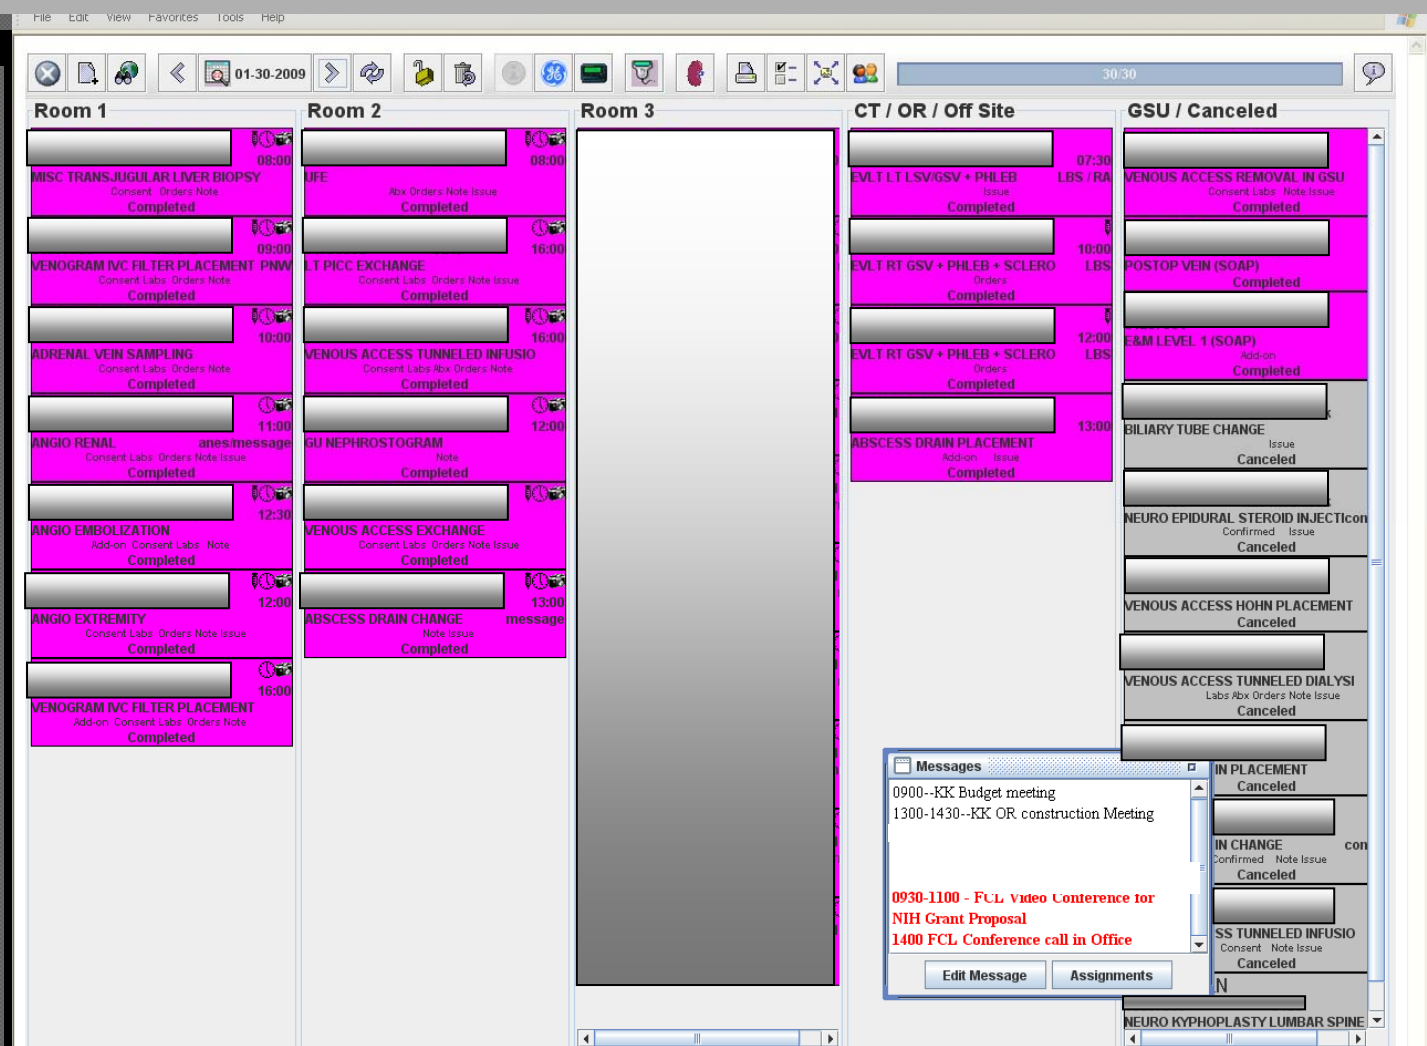 File Edit View Favorites Tools Help
01-30-2009
30/30
Room 1
08:00
MISC TRANSJUGULAR LIVER BIOPSY
Consent Orders Note
Completed
09:00
VENOGRAM IVC FILTER PLACEMENT PNW
Consent Labs Orders Note
Completed
10:00
ADRENAL VEIN SAMPLING
Consent Labs Orders Note
Completed
11:00
ANGIO RENAL anes/message
Consent Labs Orders Note Issue
Completed
12:30
ANGIO EMBOLIZATION
Add-on Consent Labs Note
Completed
12:00
ANGIO EXTREMITY
Consent Labs Orders Note Issue
Completed
16:00
VENOGRAM IVC FILTER PLACEMENT
Add-on Consent Labs Orders Note
Completed
Room 2
08:00
UFE
Abx Orders Note Issue
Completed
16:00
LT PICC EXCHANGE
Consent Labs Orders Note Issue
Completed
16:00
VENOUS ACCESS TUNNELED INFUSIO
Consent Labs Abx Orders Note
Completed
12:00
GU NEPHROSTOGRAM
Note
Completed
VENOUS ACCESS EXCHANGE
Consent Labs Orders Note Issue
Completed
13:00
ABSCESS DRAIN CHANGE message
Note Issue
Completed
Room 3
CT / OR / Off Site
07:30
EVLT LT LSV/GSV + PHLEB LBS / RA
Issue
Completed
10:00
EVLT RT GSV + PHLEB + SCLERO LBS
Orders
Completed
12:00
EVLT RT GSV + PHLEB + SCLERO LBS
Orders
Completed
13:00
ABSCESS DRAIN PLACEMENT
Add-on Issue
Completed
GSU / Canceled
VENOUS ACCESS REMOVAL IN GSU
Consent Labs Note Issue
Completed
POSTOP VEIN (SOAP)
Completed
E&M LEVEL 1 (SOAP)
Add-on
Completed
BILIARY TUBE CHANGE
Issue
Canceled
NEURO EPIDURAL STEROID INJECTIcon
Confirmed Issue
Canceled
VENOUS ACCESS HOHN PLACEMENT
Canceled
VENOUS ACCESS TUNNELED DIALYSI
Labs Abx Orders Note Issue
Canceled
IN PLACEMENT
Canceled
IN CHANGE con
Confirmed Note Issue
Canceled
SS TUNNELED INFUSIO
Consent Note Issue
Canceled
N
NEURO KYPHOPLASTY LUMBAR SPINE
Messages
0900--KK Budget meeting
1300-1430--KK OR construction Meeting
0930-1100 - FCL Video Conference for
NIH Grant Proposal
1400 FCL Conference call in Office
Edit Message Assignments